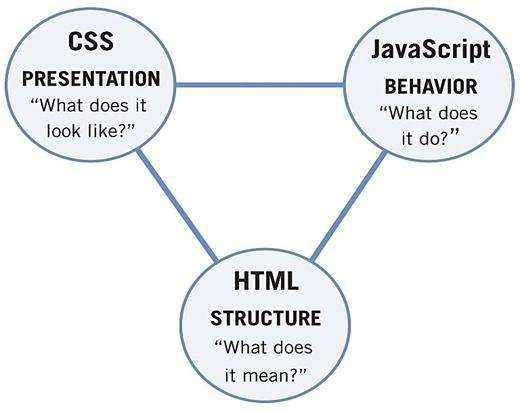 CSS
PRESENTATION
“What does it
look like?”
JavaScript
BEHAVIOR
“What does
it do?”
HTML
STRUCTURE
“What does
it mean?”